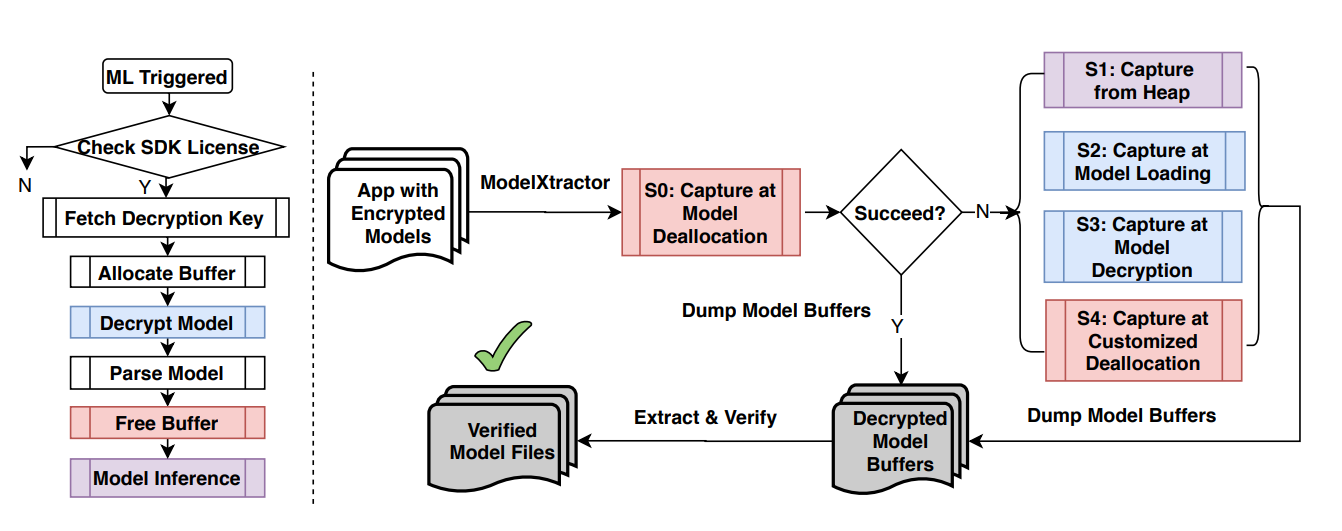 ML Triggered
Check SDK License
N
Y
Fetch Decryption Key
Allocate Buffer
Decrypt Model
Parse Model
Free Buffer
Model Inference
App with
Encrypted
Models
ModelXtractor
S0: Capture at
Model
Deallocation
Succeed?
N
S1: Capture
from Heap
S2: Capture at
Model Loading
S3: Capture at
Model
Decryption
S4: Capture at
Customized
Deallocation
Dump Model Buffers
Y
Dump Model Buffers
Decrypted
Model
Buffers
Extract & Verify
Verified
Model Files